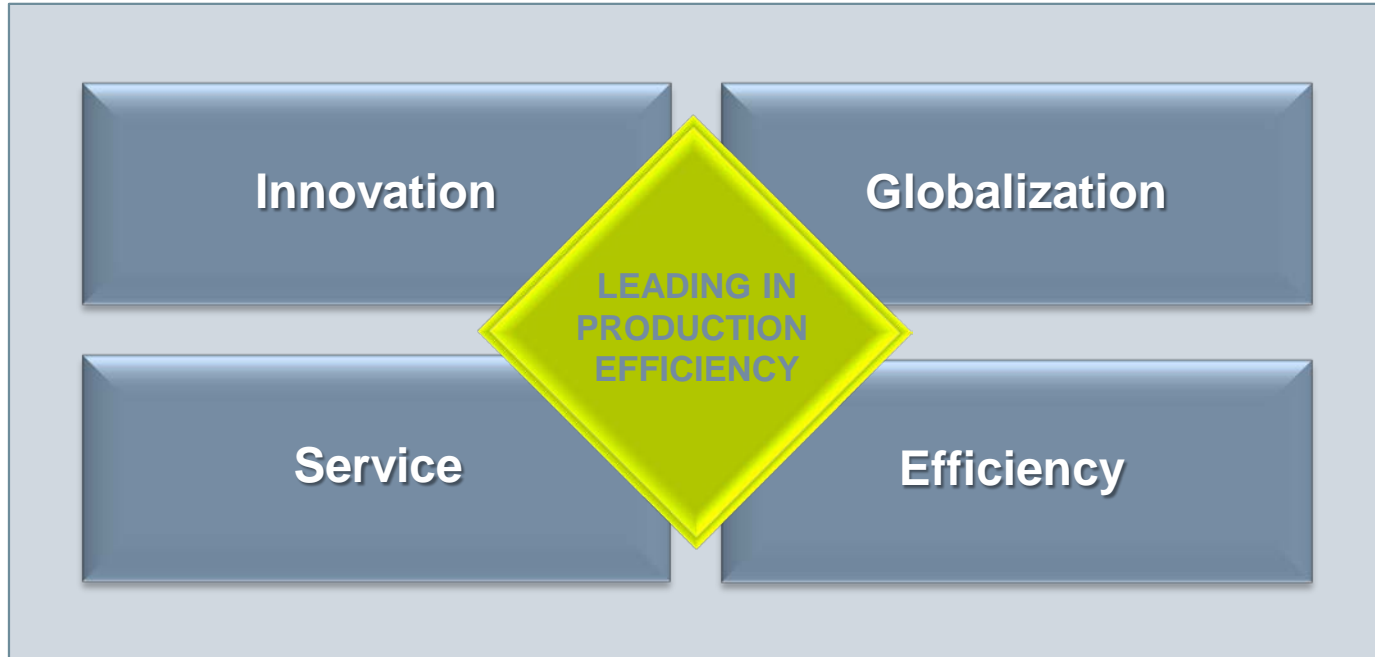 Innovation
Globalization
LEADING IN
PRODUCTION
EFFICIENCY
Service
Efficiency